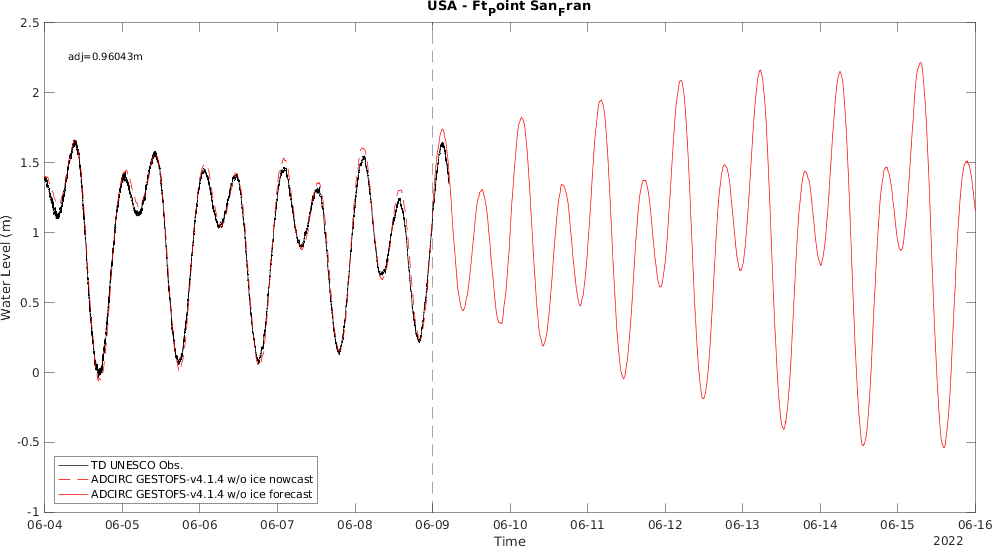 USA - FtPoint SanFran
adj=0.96043m
2.5
2
1.5
1
0.5
0
-0.5
-1
Water Level (m)
TD UNESCO Obs.
ADCIRC GESTOFS-v4.1.4 w/o ice nowcast
ADCIRC GESTOFS-v4.1.4 w/o ice forecast
06-04 06-05 06-06 06-07 06-08 06-09 06-10 06-11 06-12 06-13 06-14 06-15 06-16
Time
2022